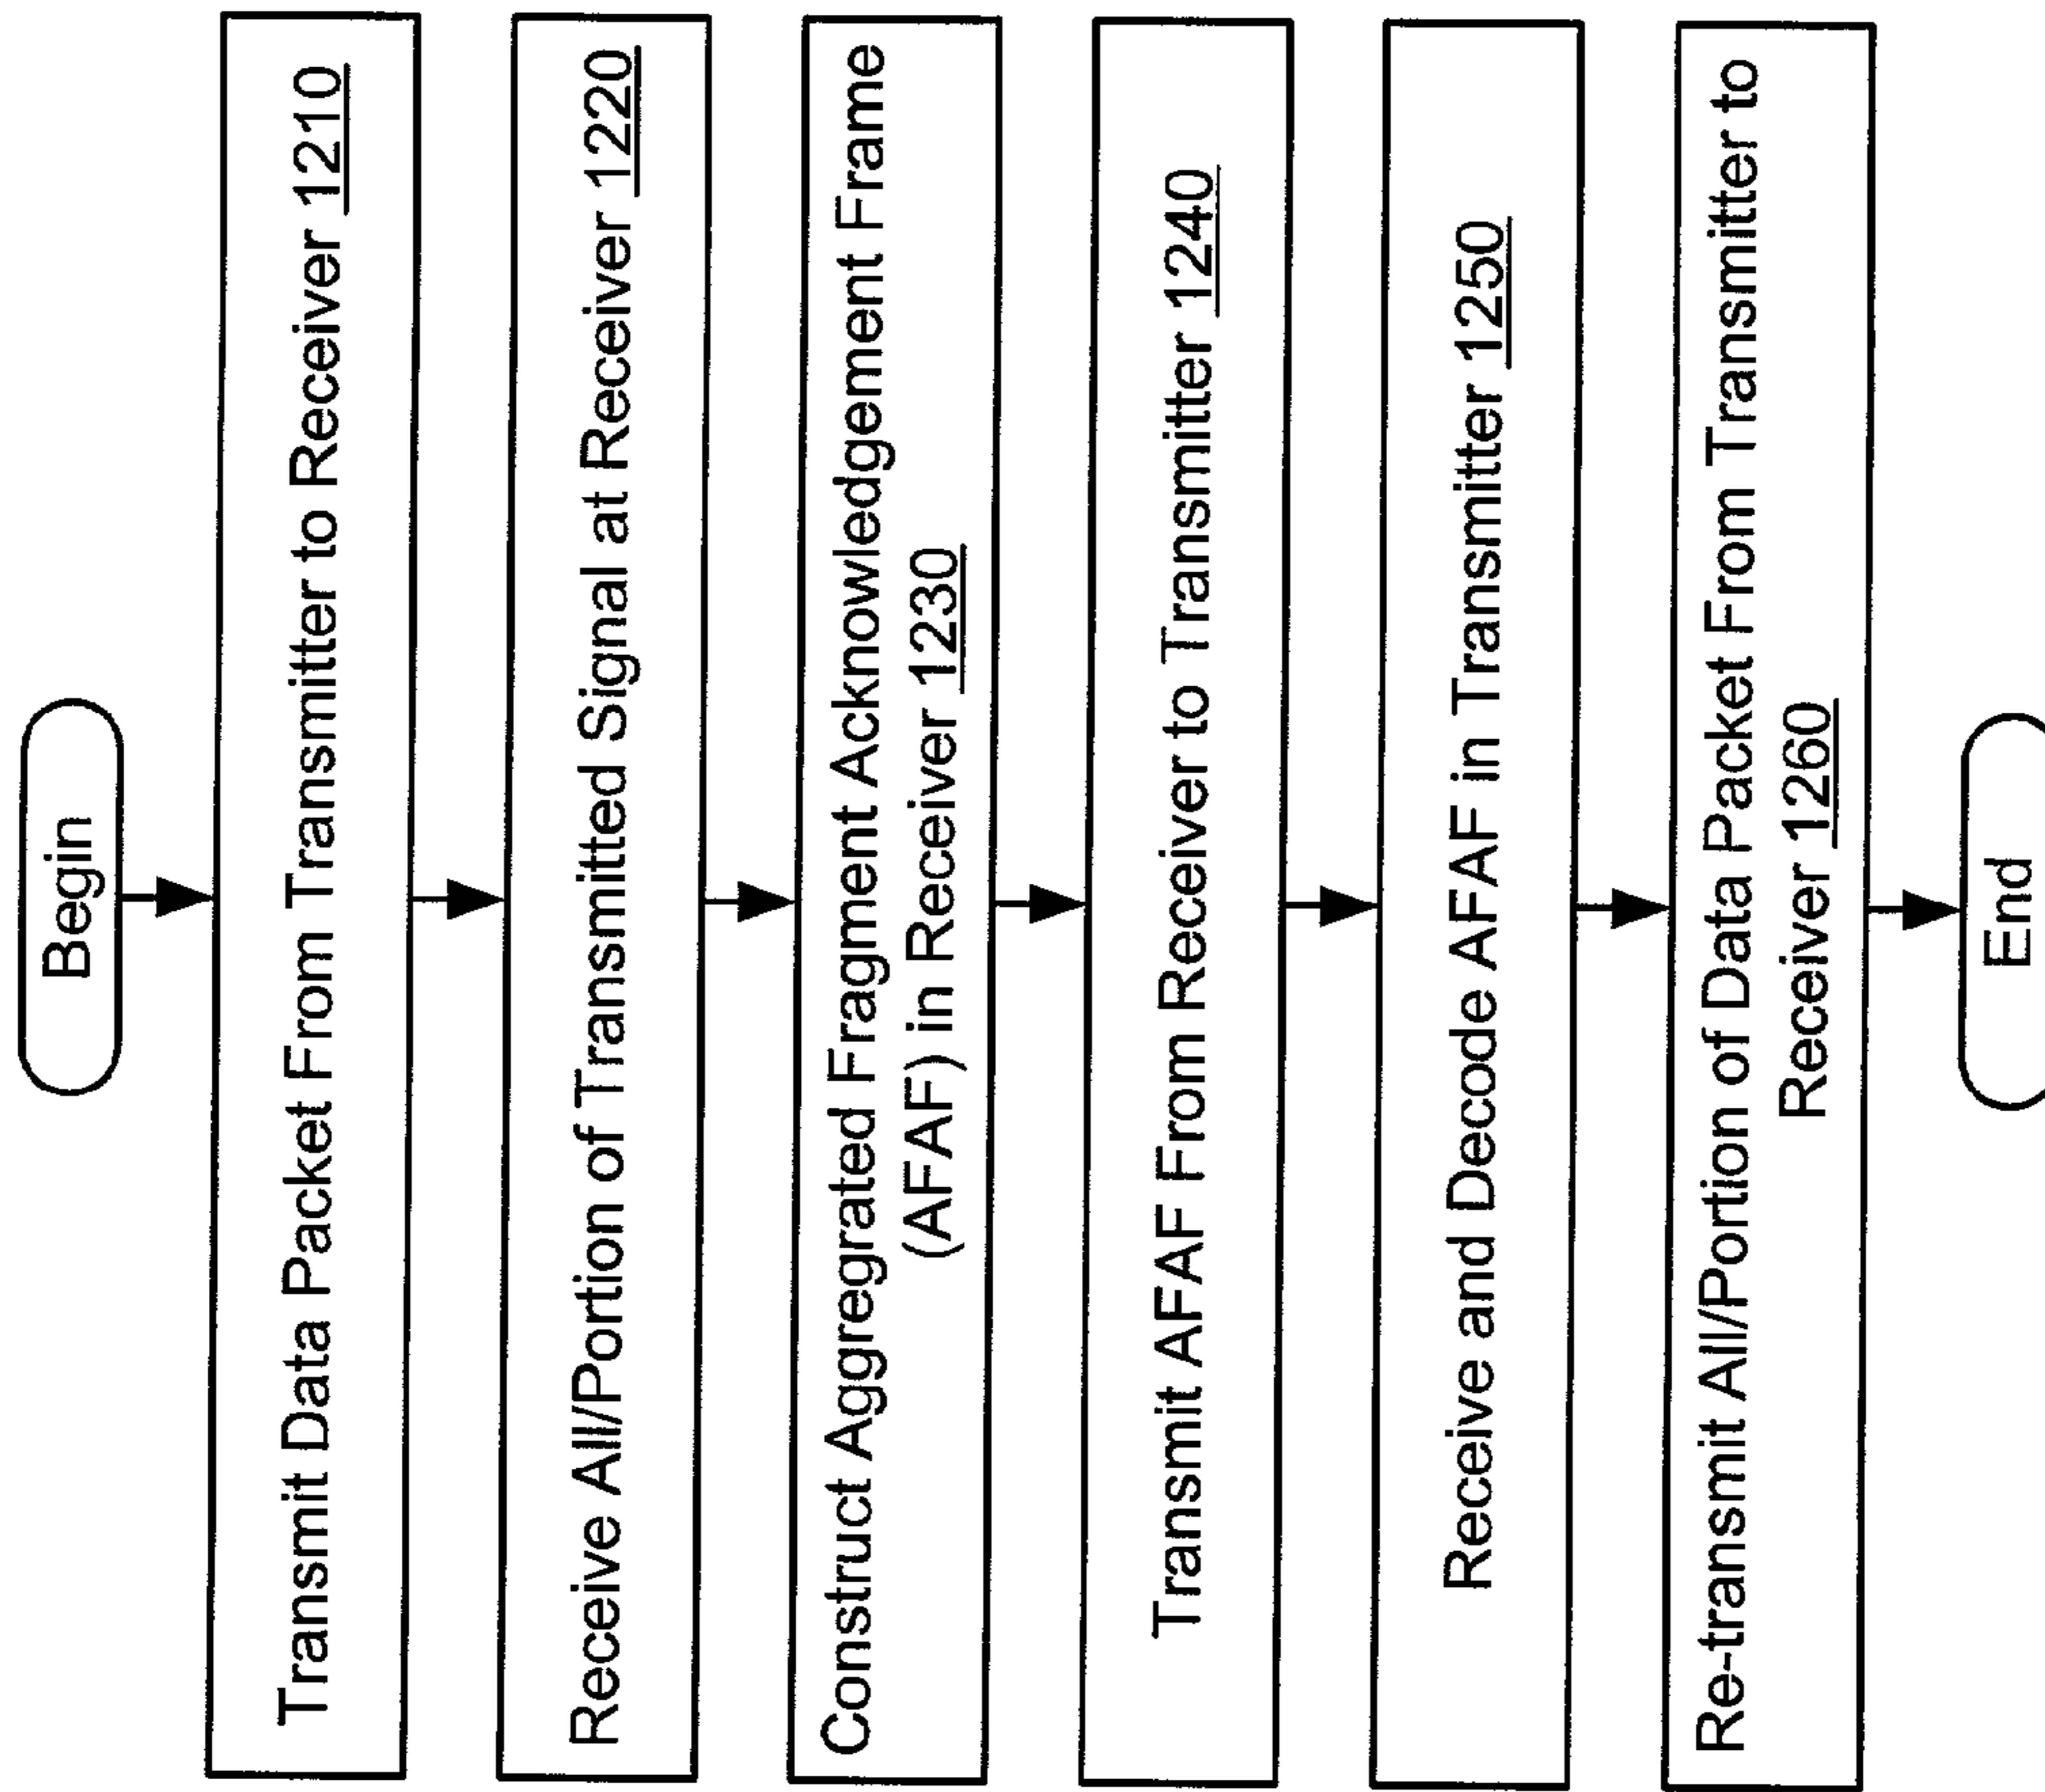 Begin
Transmit Data Packet From Transmitter to Receiver 1210
Receive All/Portion of Transmitted Signal at Receiver 1220
Construct Aggregrated Fragment Acknowledgement Frame
(AFAF) in Receiver 1230
Transmit AFAF From Receiver to Transmitter 1240
Receive and Decode AFAF in Transmitter 1250
Re-transmit All/Portion of Data Packet From Transmitter to
Receiver 1260
End